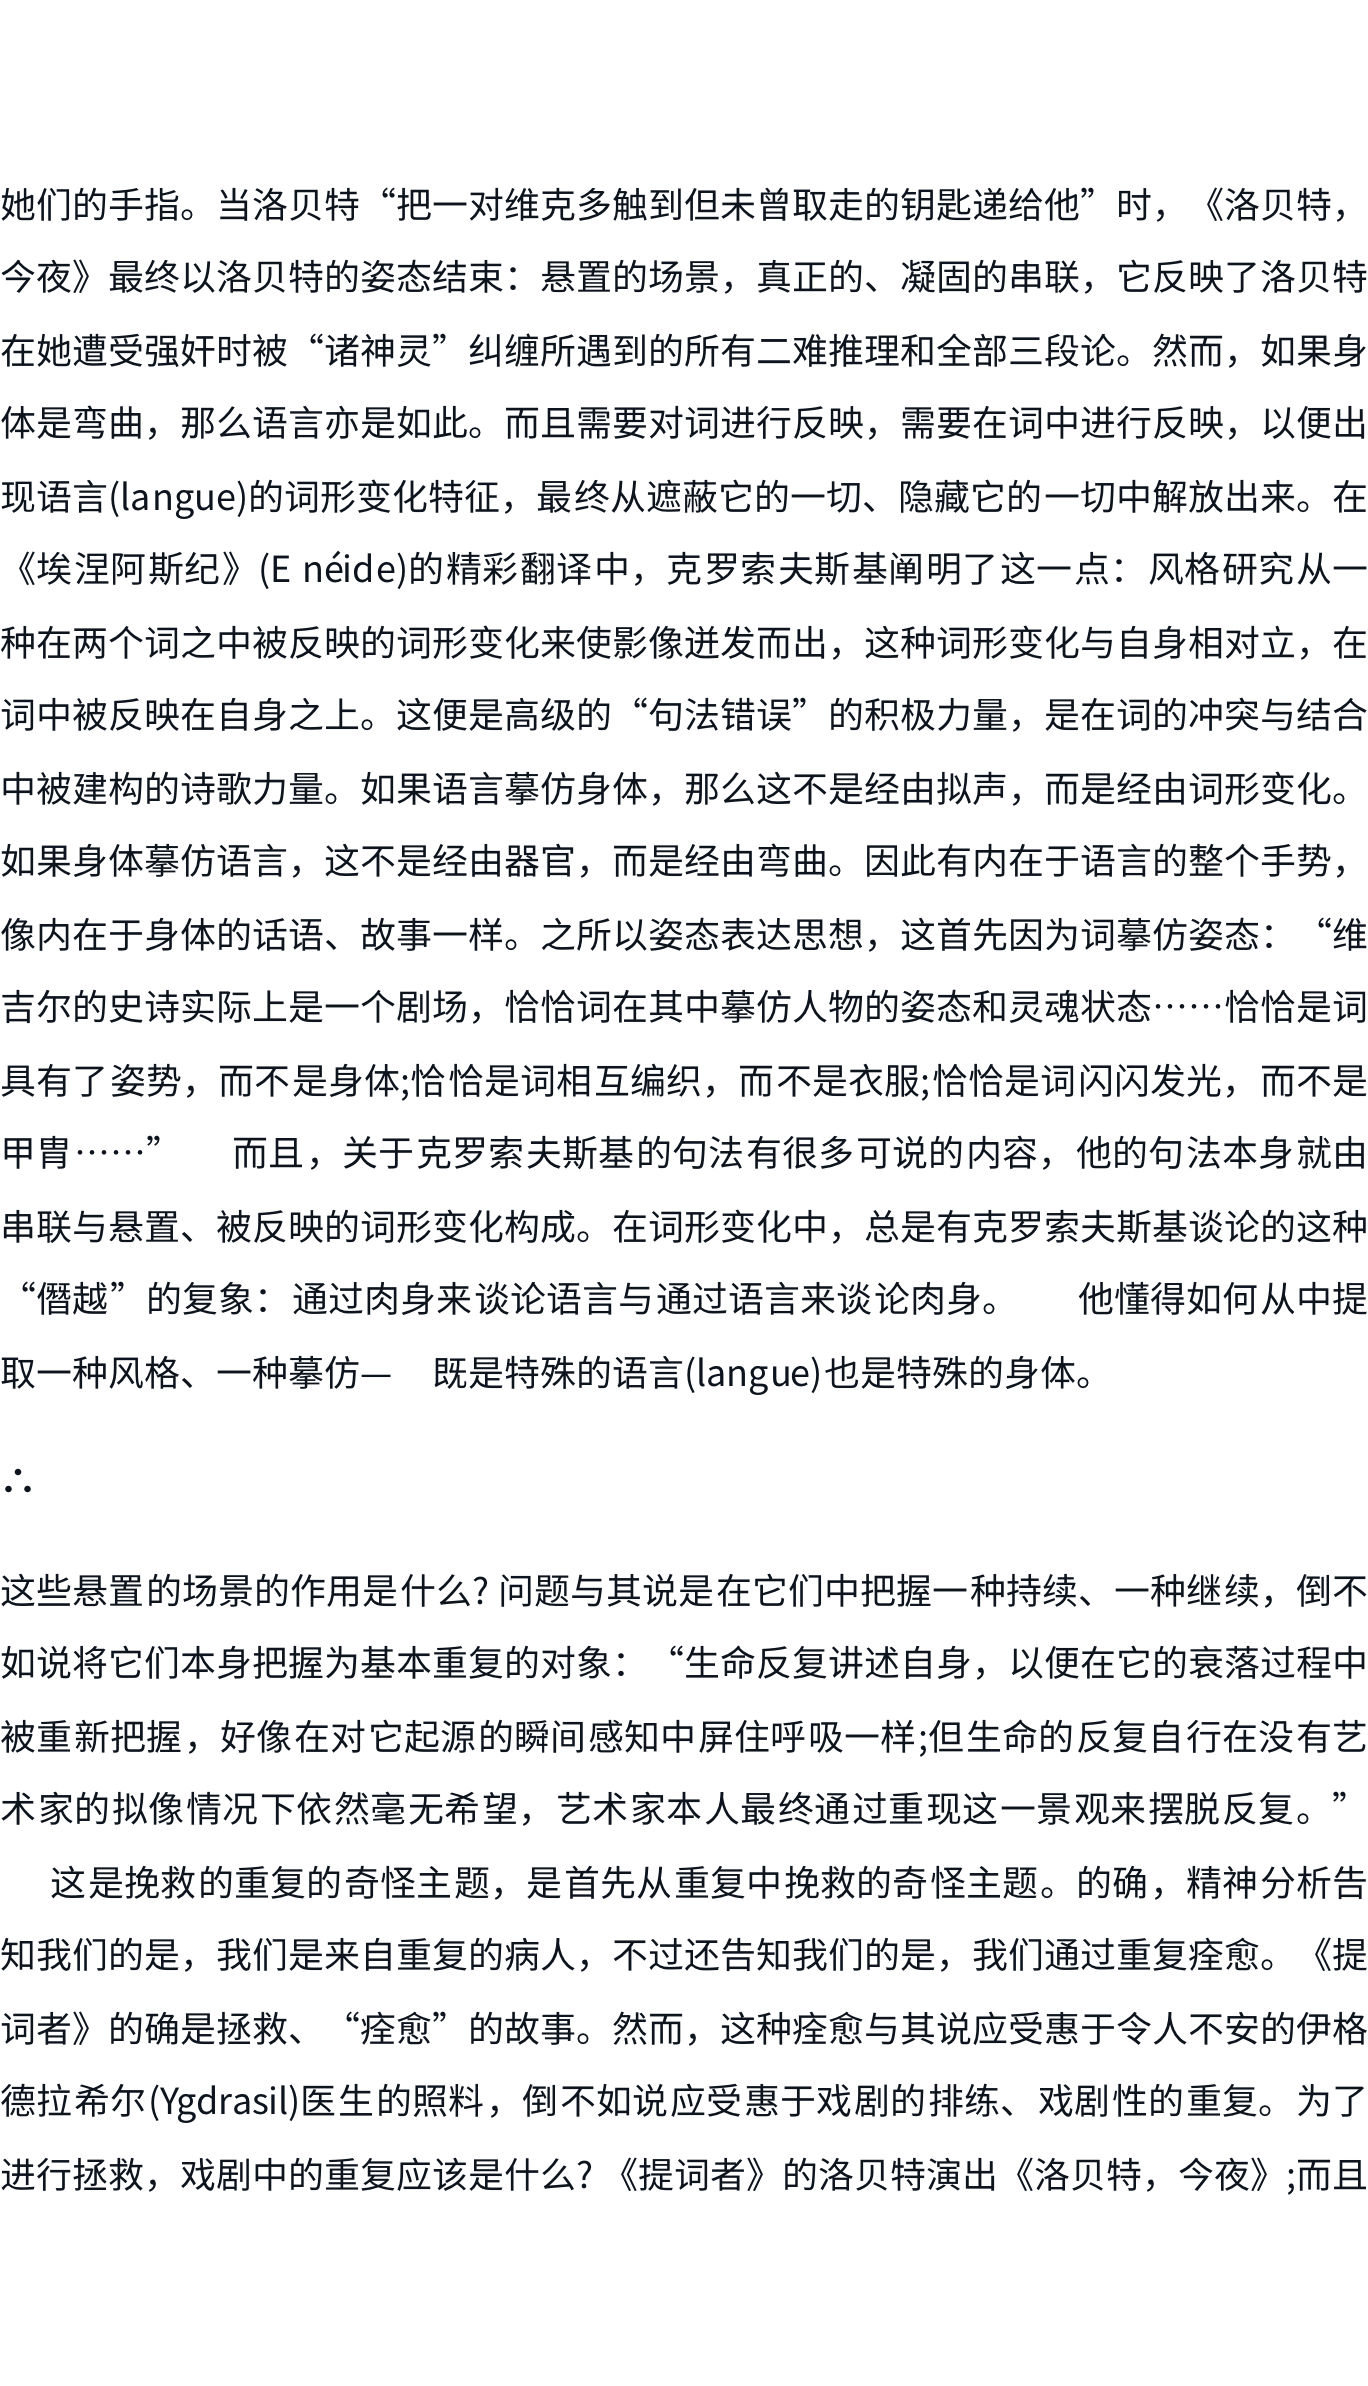 她们的手指。当洛贝特“把一对维克多触到但未曾取走的钥匙递给他”时，《洛贝特，
今夜》最终以洛贝特的姿态结束：悬置的场景，真正的、凝固的串联，它反映了洛贝特
在她遭受强奸时被“诸神灵”纠缠所遇到的所有二难推理和全部三段论。然而，如果身
体是弯曲，那么语言亦是如此。而且需要对词进行反映，需要在词中进行反映，以便出
现语言(langue)的词形变化特征，最终从遮蔽它的一切、隐藏它的一切中解放出来。在
《埃涅阿斯纪》(E néide)的精彩翻译中，克罗索夫斯基阐明了这一点：风格研究从一
种在两个词之中被反映的词形变化来使影像迸发而出，这种词形变化与自身相对立，在
词中被反映在自身之上。这便是高级的“句法错误”的积极力量，是在词的冲突与结合
中被建构的诗歌力量。如果语言摹仿身体，那么这不是经由拟声，而是经由词形变化。
如果身体摹仿语言，这不是经由器官，而是经由弯曲。因此有内在于语言的整个手势，
像内在于身体的话语、故事一样。之所以姿态表达思想，这首先因为词摹仿姿态：“维
吉尔的史诗实际上是一个剧场，恰恰词在其中摹仿人物的姿态和灵魂状态……恰恰是词
具有了姿势，而不是身体;恰恰是词相互编织，而不是衣服;恰恰是词闪闪发光，而不是
甲胄……”　而且，关于克罗索夫斯基的句法有很多可说的内容，他的句法本身就由
串联与悬置、被反映的词形变化构成。在词形变化中，总是有克罗索夫斯基谈论的这种
“僭越”的复象：通过肉身来谈论语言与通过语言来谈论肉身。　他懂得如何从中提
取一种风格、一种摹仿—　既是特殊的语言(langue)也是特殊的身体。
∴
这些悬置的场景的作用是什么? 问题与其说是在它们中把握一种持续、一种继续，倒不
如说将它们本身把握为基本重复的对象：“生命反复讲述自身，以便在它的衰落过程中
被重新把握，好像在对它起源的瞬间感知中屏住呼吸一样;但生命的反复自行在没有艺
术家的拟像情况下依然毫无希望，艺术家本人最终通过重现这一景观来摆脱反复。”
　这是挽救的重复的奇怪主题，是首先从重复中挽救的奇怪主题。的确，精神分析告
知我们的是，我们是来自重复的病人，不过还告知我们的是，我们通过重复痊愈。《提
词者》的确是拯救、“痊愈”的故事。然而，这种痊愈与其说应受惠于令人不安的伊格
德拉希尔(Ygdrasil)医生的照料，倒不如说应受惠于戏剧的排练、戏剧性的重复。为了
进行拯救，戏剧中的重复应该是什么? 《提词者》的洛贝特演出《洛贝特，今夜》;而且